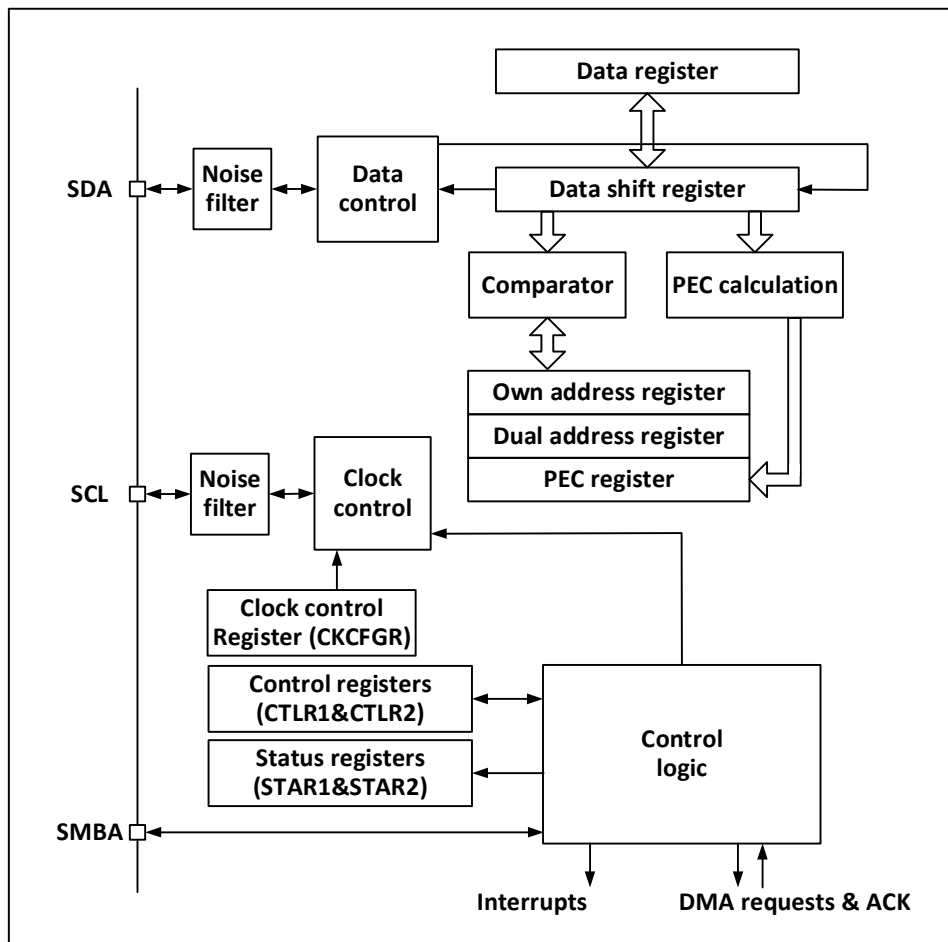 Data register
SDA
Noise
filter
Data
control
Data shift register
Comparator
PEC calculation
Own address register
Dual address register
PEC register
SCL
Noise
filter
Clock
control
Clock control
Register (CKCFGR)
Control registers
(CTLR1&CTLR2)
Status registers
(STAR1&STAR2)
Control
logic
SMBA
Interrupts
DMA requests & ACK